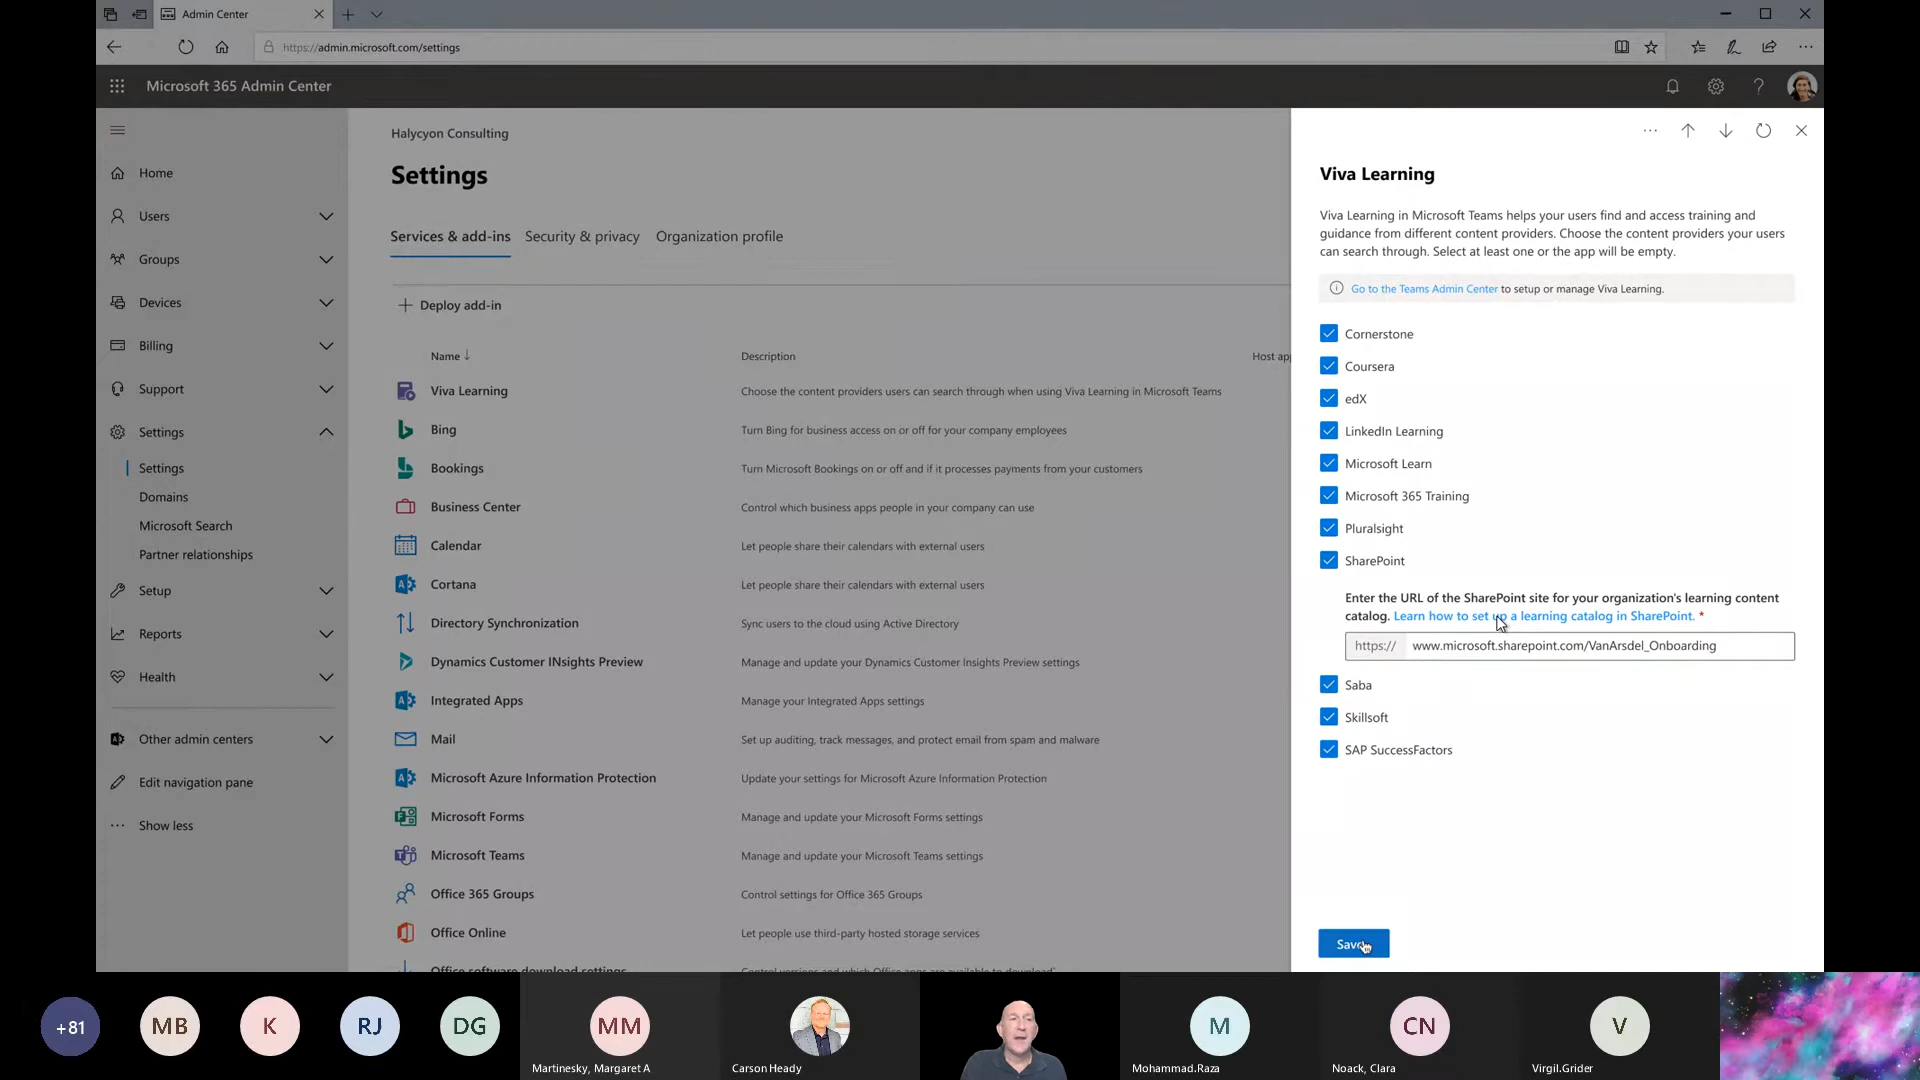 Admin Center
https://admin.microsoft.com/settings
Microsoft 365 Admin Center
Home
Users
Groups
Devices
Billing
Support
Settings
Settings
Domains
Microsoft Search
Partner relationships
Setup
Reports
Health
Other admin centers
Edit navigation pane
Show less
Halycyon Consulting
Settings
Services & add-ins Security & privacy Organization profile
Deploy add-in
Name Description Host app
Viva Learning Choose the content providers users can search through when using Viva Learning in Microsoft Teams
Bing Turn Bing for business access on or off for your company employees
Bookings Turn Microsoft Bookings on or off and if it processes payments from your customers
Business Center Control which business apps people in your company can use
Calendar Let people share their calendars with external users
Cortana Let people share their calendars with external users
Directory Synchronization Sync users to the cloud using Active Directory
Dynamics Customer INsights Preview Manage and update your Dynamics Customer Insights Preview settings
Integrated Apps Manage your Integrated Apps settings
Mail Set up auditing, track messages, and protect email from spam and malware
Microsoft Azure Information Protection Update your settings for Microsoft Azure Information Protection
Microsoft Forms Manage and update your Microsoft Forms settings
Microsoft Teams Manage and update your Microsoft Teams settings
Office 365 Groups Control settings for Office 365 Groups
Office Online Let people use third-party hosted storage services
Office software download settings Control versions and which Office apps are available to download
Viva Learning
Viva Learning in Microsoft Teams helps your users find and access training and
guidance from different content providers. Choose the content providers your users
can search through. Select at least one or the app will be empty.
Go to the Teams Admin Center to setup or manage Viva Learning.
Cornerstone
Coursera
edX
LinkedIn Learning
Microsoft Learn
Microsoft 365 Training
Pluralsight
SharePoint
Enter the URL of the SharePoint site for your organization's learning content
catalog. Learn how to set up a learning catalog in SharePoint. *
https:// www.microsoft.sharepoint.com/VanArsdel_Onboarding
Saba
Skillsoft
SAP SuccessFactors
Save
+81 MB K RJ DG MM M CN V
Martinesky, Margaret A Carson Heady Mohammad.Raza Noack, Clara Virgil.Grider